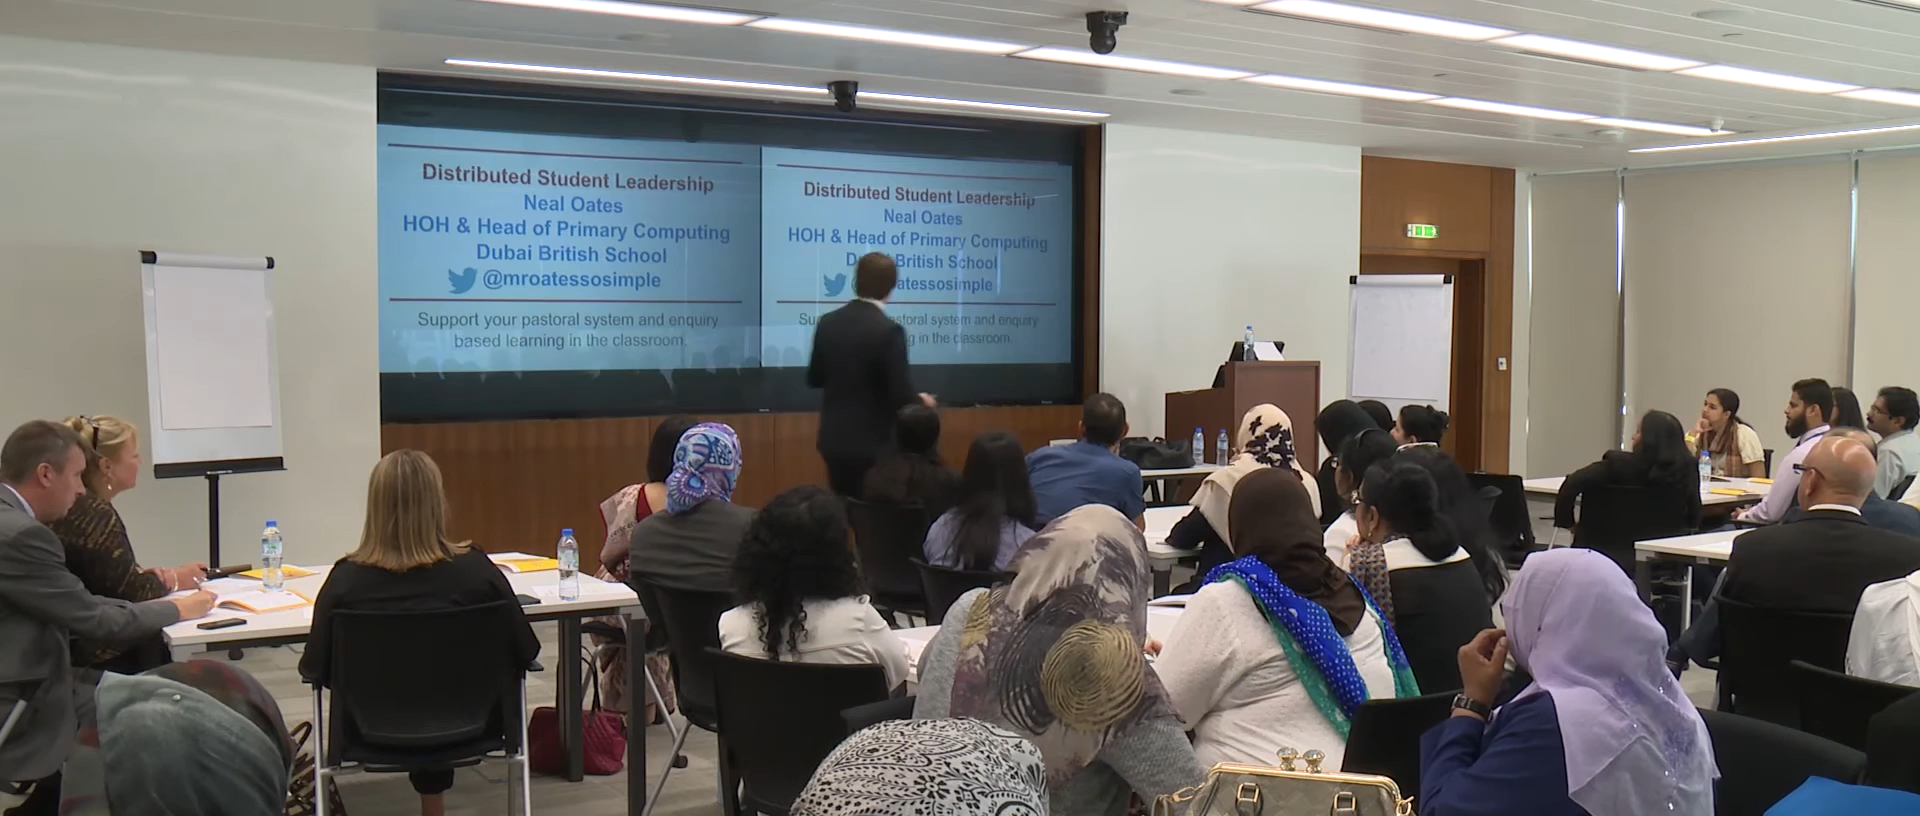 Distributed Student Leadership
Neal Oates
HOH & Head of Primary Computing
Dubai British School
@mroatessosimple
Support your pastoral system and enquiry
based learning in the classroom.
Distributed Student Leadership
Neal Oates
HOH & Head of Primary Computing
British School
atessosimple
pastoral system and enquiry
in the classroom.